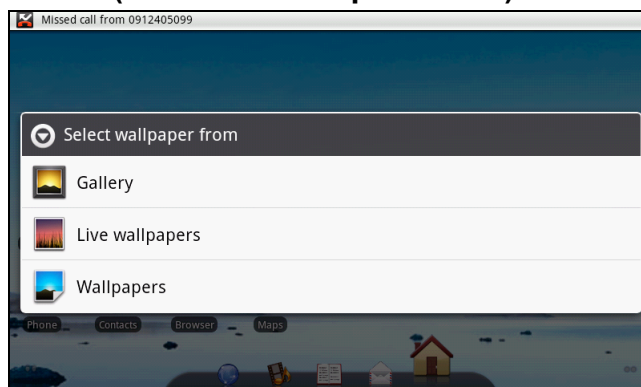 Missed call from 0912405099
Select wallpaper from
Gallery
Live wallpapers
Wallpapers
Phone Contacts Browser Maps